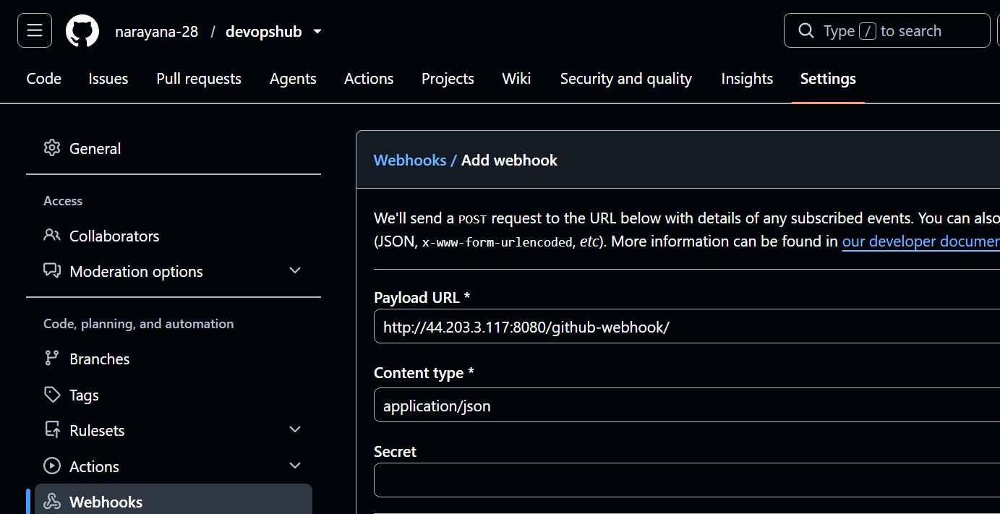 narayana-28 / devopshub
Type / to search
Code Issues Pull requests Agents Actions Projects Wiki Security and quality Insights Settings
General
Access
Collaborators
Moderation options
Code, planning, and automation
Branches
Tags
Rulesets
Actions
Webhooks
Webhooks / Add webhook
We'll send a POST request to the URL below with details of any subscribed events. You can also
(JSON, x-www-form-urlencoded, etc). More information can be found in our developer documen
Payload URL *
http://44.203.3.117:8080/github-webhook/
Content type *
application/json
Secret